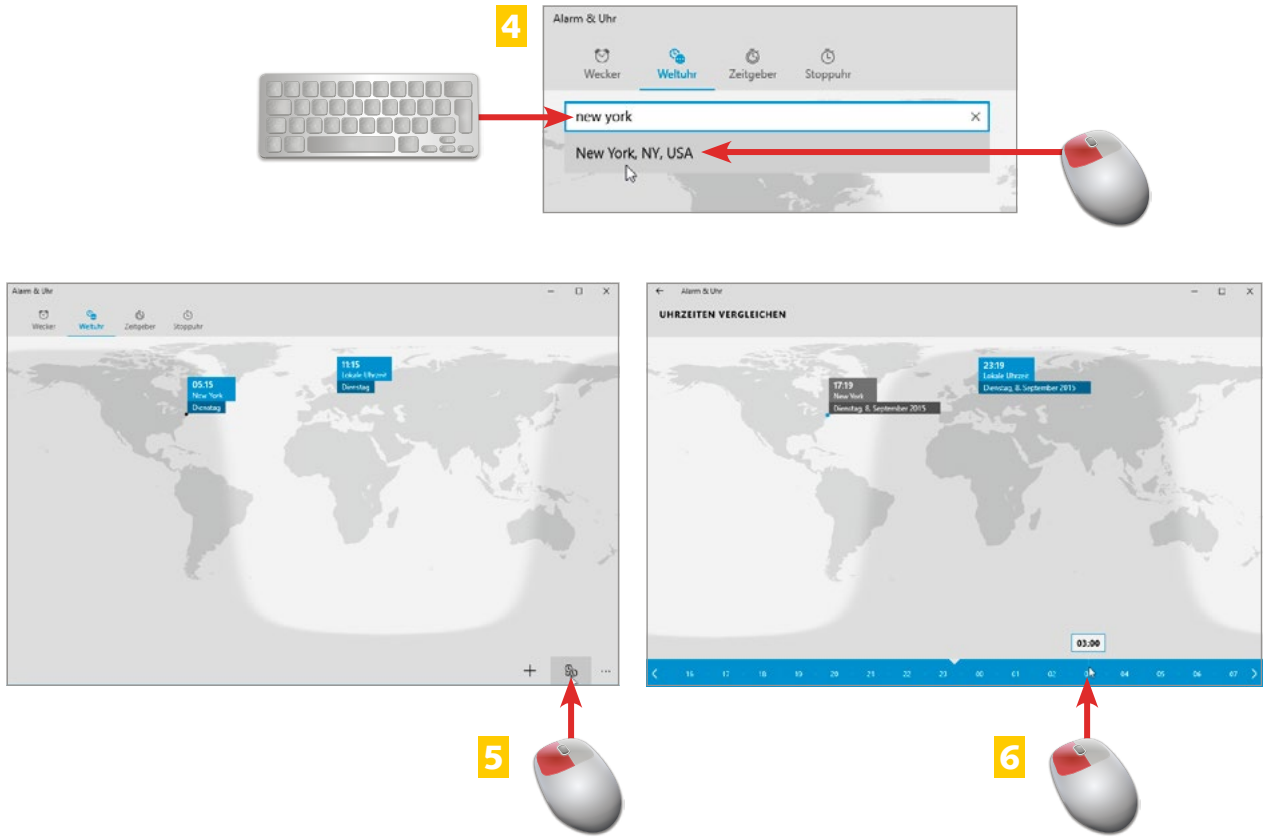 4
Alarm & Uhr
Wecker Weltuhr Zeitgeber Stoppuhr
new york
New York, NY, USA
Alarm & Uhr
Wecker Weltuhr Zeitgeber Stoppuhr
11:15
Lokale Uhrzeit
Dienstag
05:15
New York
Dienstag
5
Alarm & Uhr
UHRZEITEN VERGLEICHEN
23:19
Lokale Uhrzeit
Dienstag, 8. September 2015
17:19
New York
Dienstag, 8. September 2015
03:00
16 17 18 19 20 21 22 23 00 01 02 04 05 06 07
6